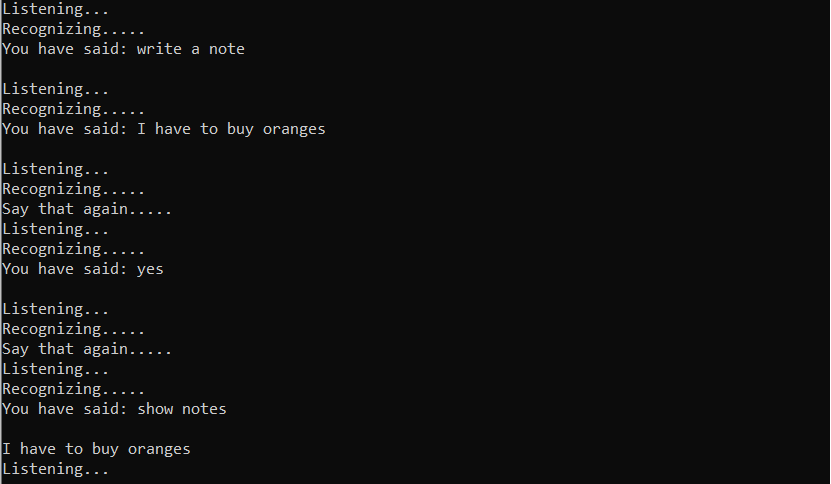 Listening...
Recognizing.....
You have said: write a note
Listening...
Recognizing.....
You have said: I have to buy oranges
Listening...
Recognizing.....
Say that again.....
Listening...
Recognizing.....
You have said: yes
Listening...
Recognizing.....
Say that again.....
Listening...
Recognizing.....
You have said: show notes
I have to buy oranges
Listening...